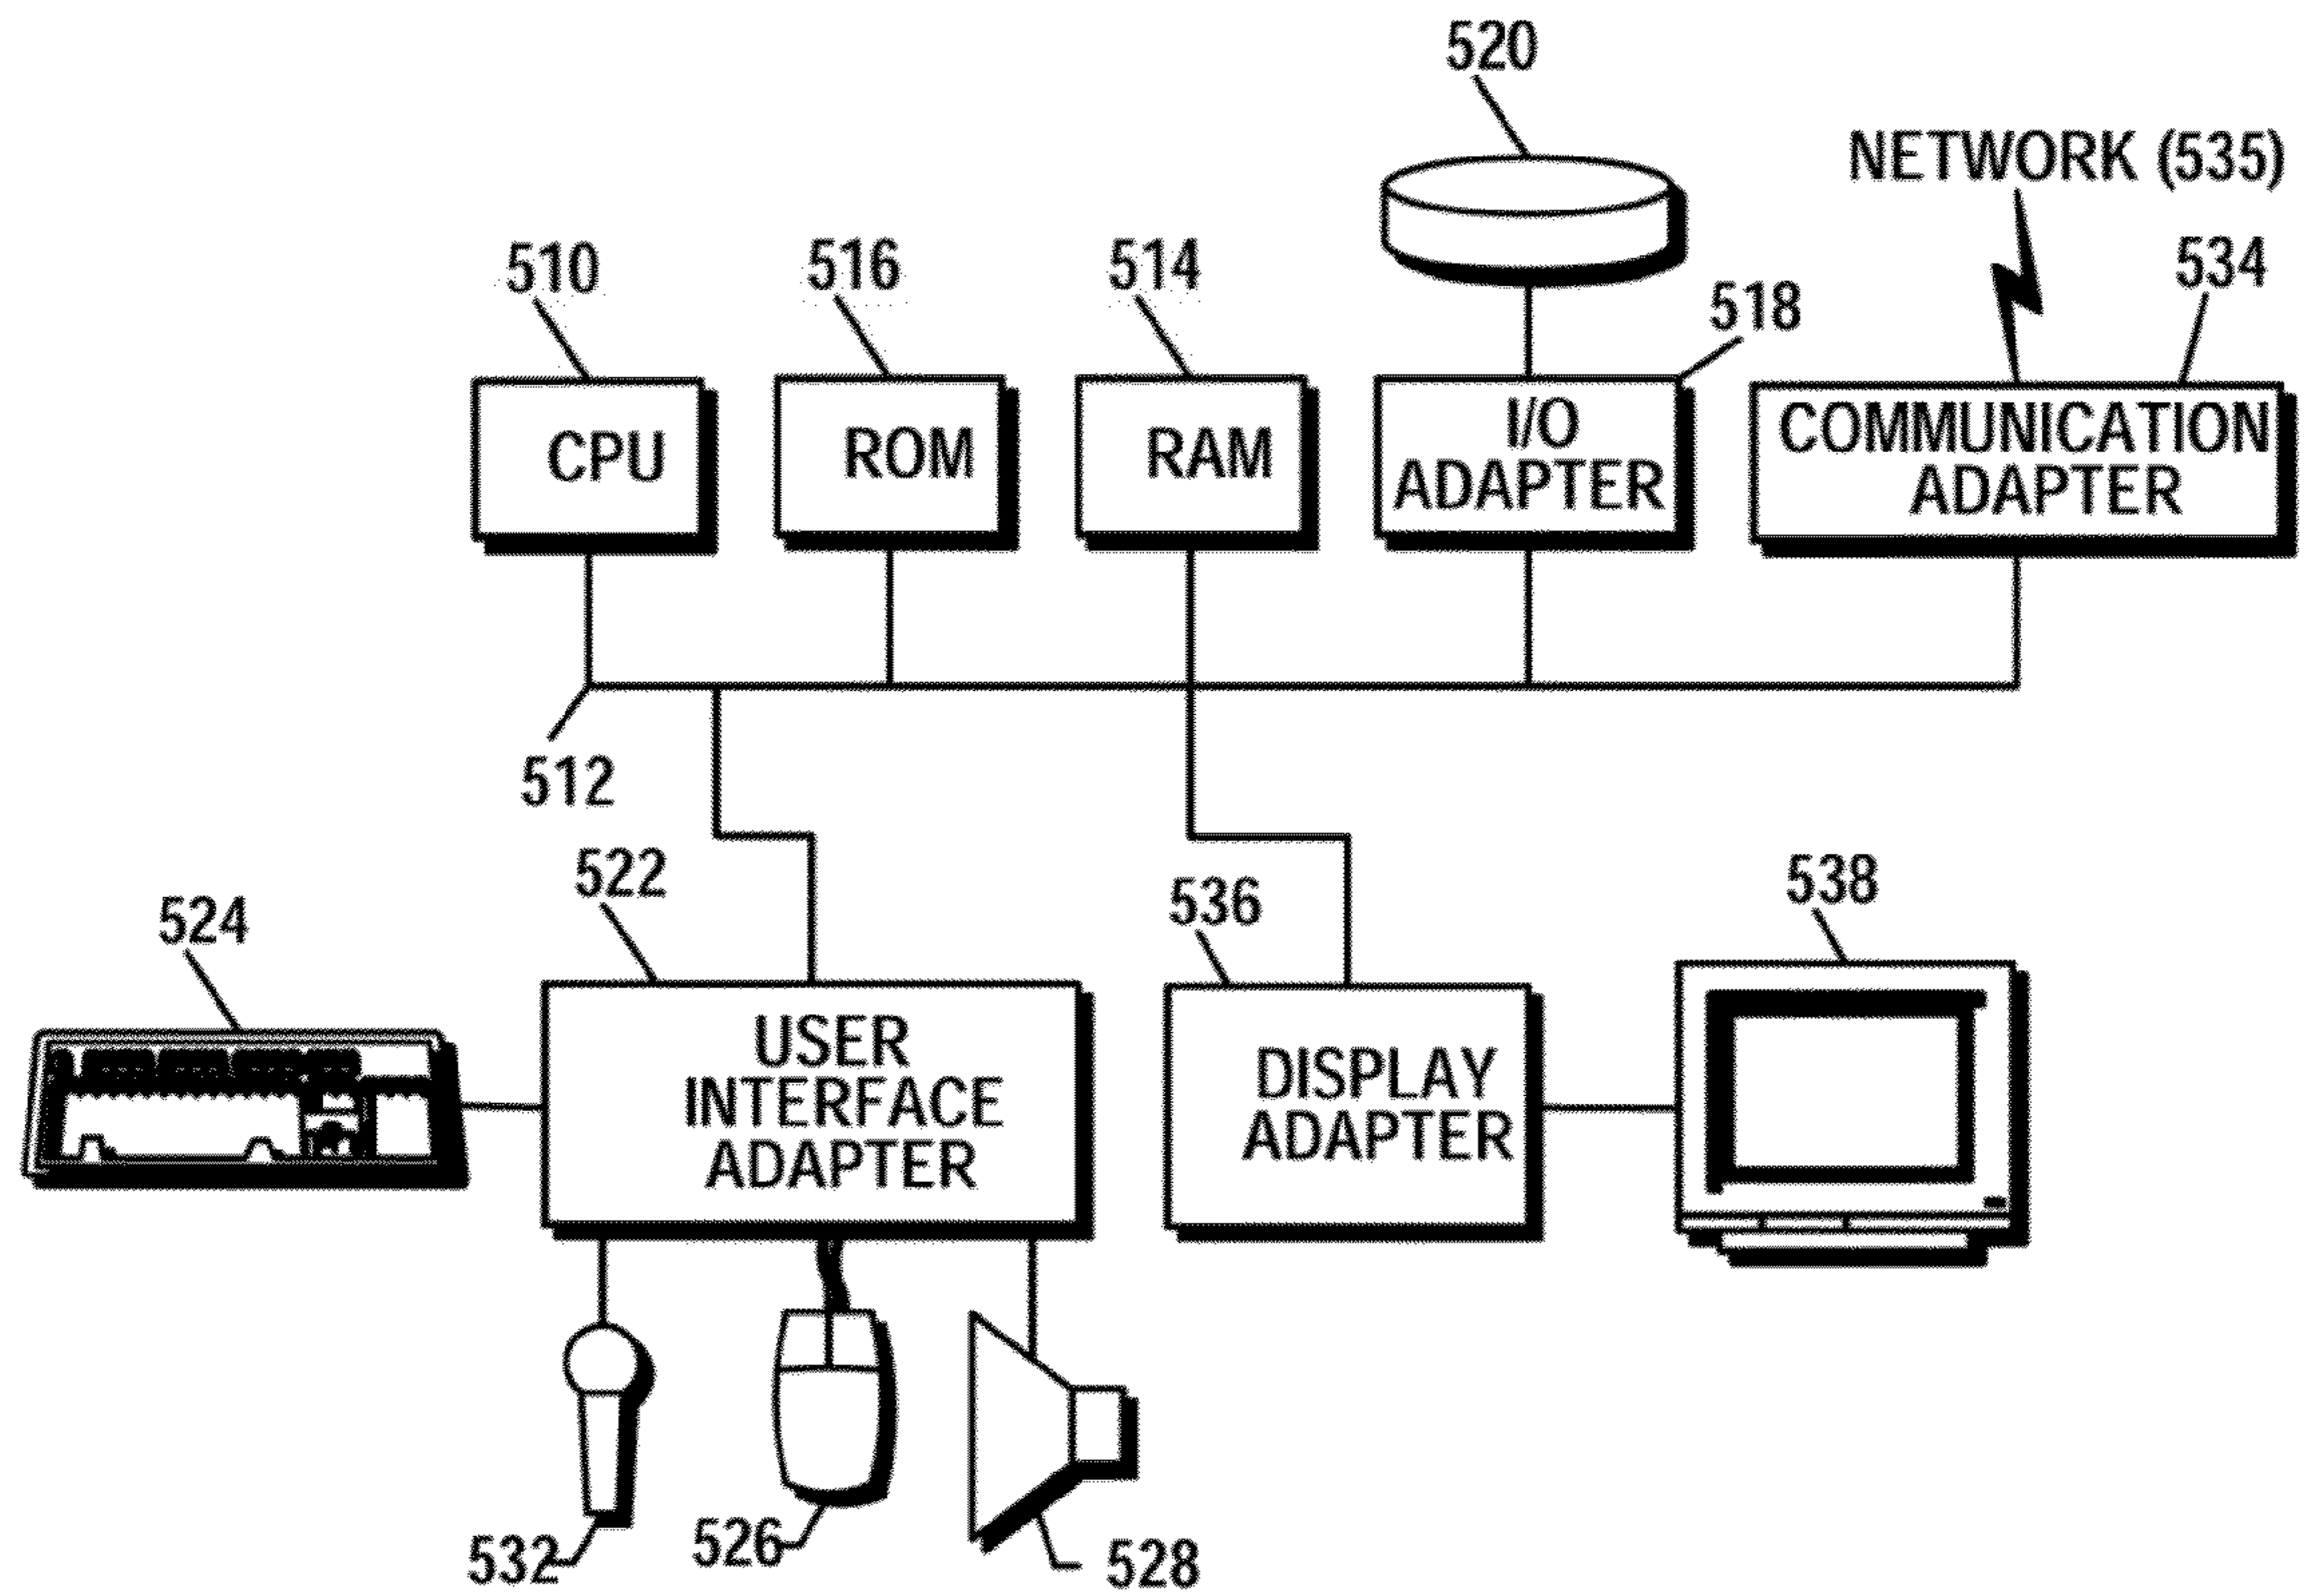 520
NETWORK (535)
510
516
514
518
534
CPU
ROM
RAM
I/O
ADAPTER
COMMUNICATION
ADAPTER
512
522
524
536
538
USER
INTERFACE
ADAPTER
DISPLAY
ADAPTER
532
526
528